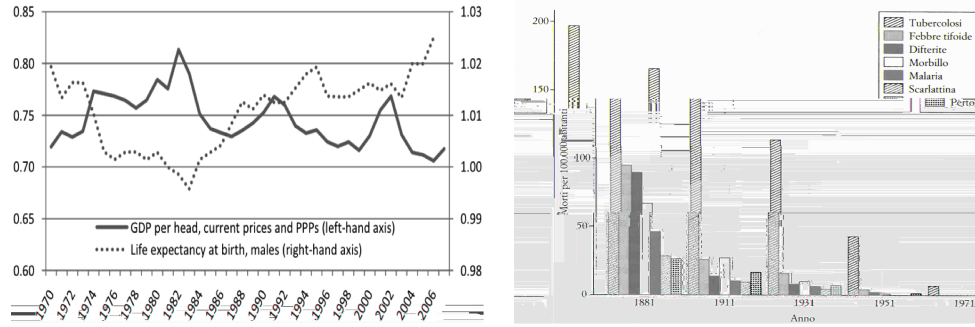 0.85
0.80
0.75
0.70
0.65
0.60
1.03
1.02
1.01
1.00
0.99
0.98
GDP per head, current prices and PPPs (left-hand axis)
Life expectancy at birth, males (right-hand axis)
1970 1972 1974 1976 1978 1980 1982 1984 1986 1988 1990 1992 1994 1996 1998 2000 2002 2004 2006
200
150
100
50
0
Morti per 100.000 abitanti
Tubercolosi
Febbre tifoide
Difterite
Morbillo
Malaria
Scarlattina
1881 1911 1931 1951 1971
Anno